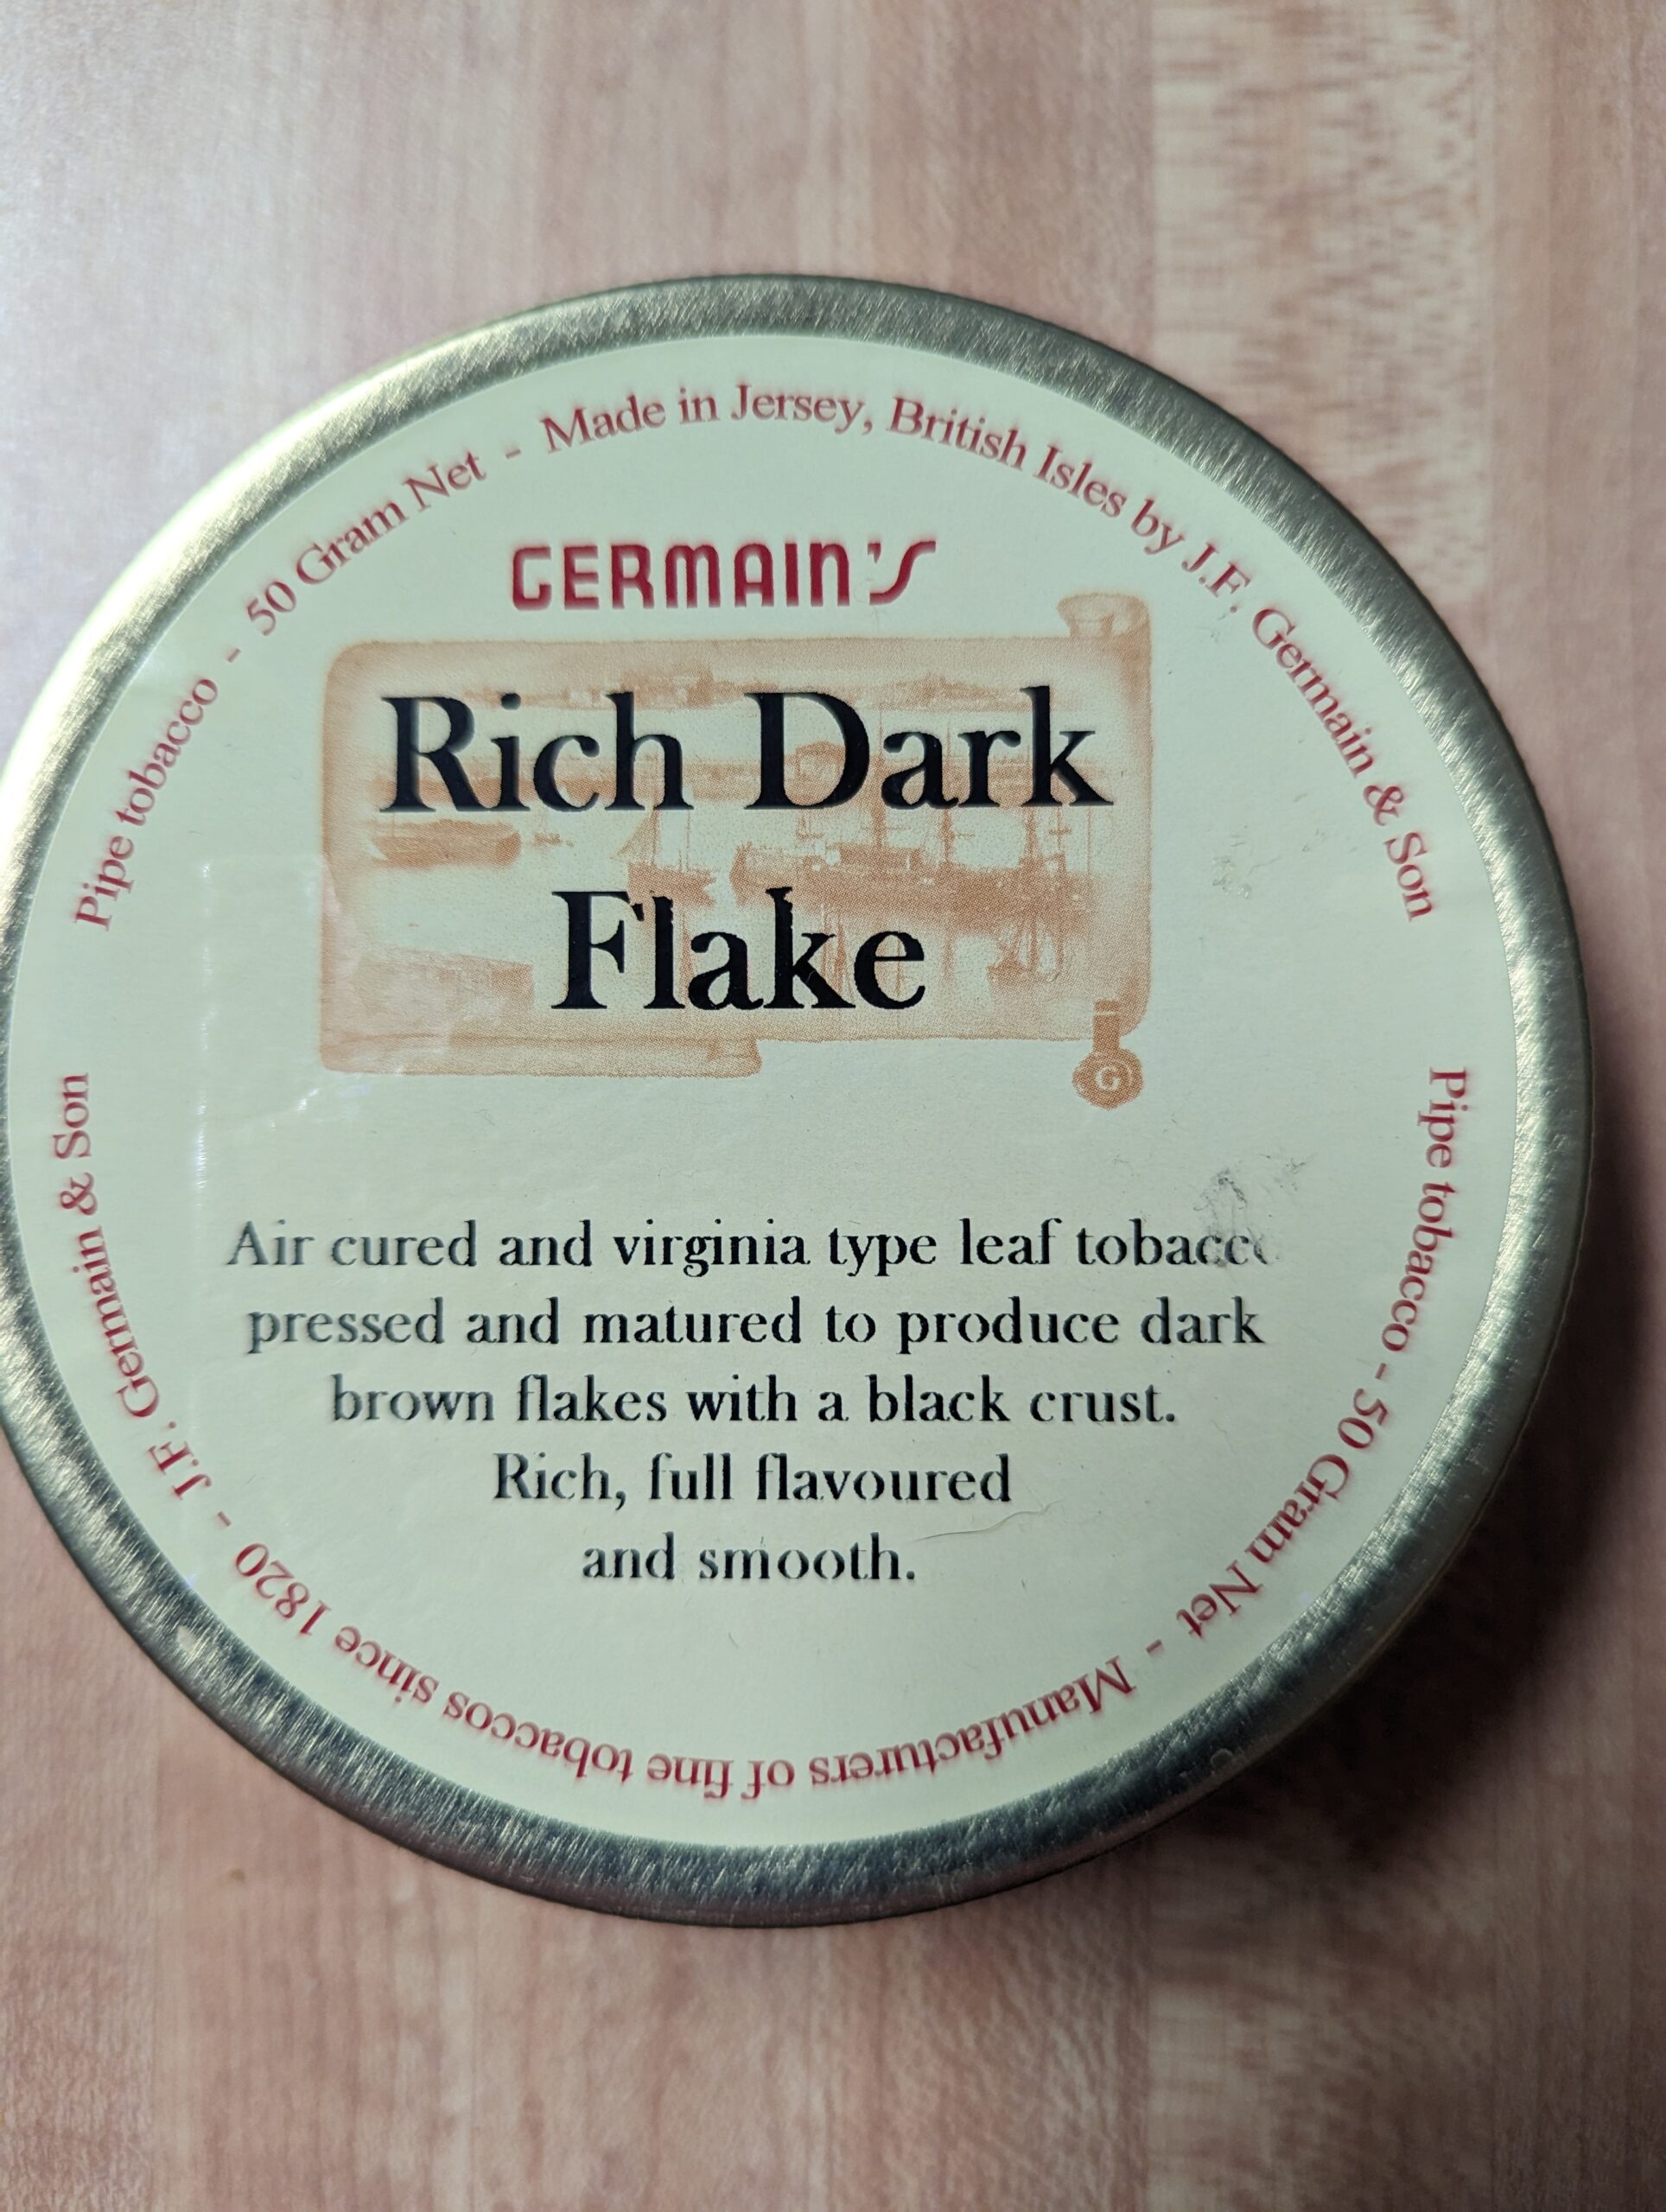 Pipe tobacco - 50 Gram Net - Made in Jersey, British Isles by J.F. Germain & Son
GERMAIN'S
Rich Dark
Flake
G
Air cured and virginia type leaf tobacco
pressed and matured to produce dark
brown flakes with a black crust.
Rich, full flavoured
and smooth.
Pipe tobacco - 50 Gram Net - Manufacturers of fine tobaccos since 1820 - J.F. Germain & Son